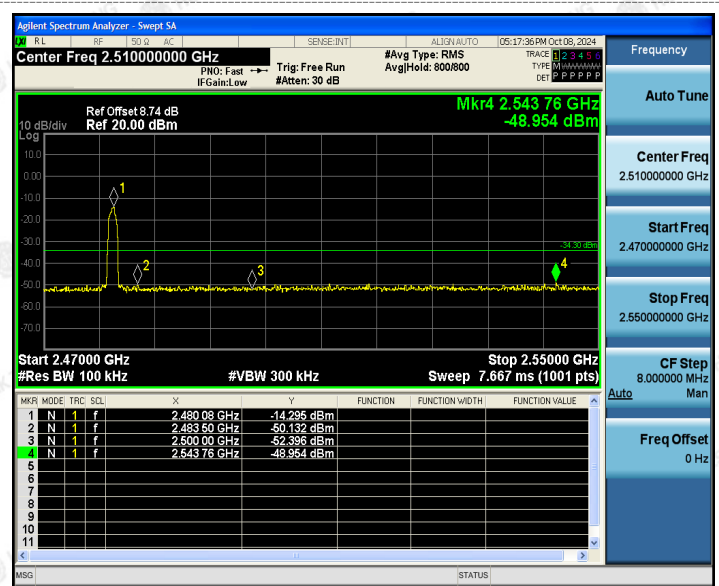 Agilent Spectrum Analyzer - Swept SA
LXI RL RF 50 Ω AC SENSE:INT ALIGN AUTO 05:17:36 PM Oct 08, 2024
Center Freq 2.510000000 GHz
PNO: Fast
IFGain:Low
Trig: Free Run
#Atten: 30 dB
#Avg Type: RMS
Avg|Hold: 800/800
TRACE 1 2 3 4 5 6
TYPE M W W W W W
DET P P P P P P
Ref Offset 8.74 dB
10 dB/div Ref 20.00 dBm
Log
Mkr4 2.543 76 GHz
-48.954 dBm
10.0
0.00
-10.0
-20.0
-30.0
-40.0
-50.0
-60.0
-70.0
1
2
3
4
-34.30 dBm
Start 2.47000 GHz Stop 2.55000 GHz
#Res BW 100 kHz #VBW 300 kHz Sweep 7.667 ms (1001 pts)
MKR MODE TRC SCL X Y FUNCTION FUNCTION WIDTH FUNCTION VALUE
1 N 1 f 2.480 08 GHz -14.295 dBm
2 N 1 f 2.483 50 GHz -50.132 dBm
3 N 1 f 2.500 00 GHz -52.396 dBm
4 N 1 f 2.543 76 GHz -48.954 dBm
5
6
7
8
9
10
11
MSG STATUS
Frequency
Auto Tune
Center Freq
2.510000000 GHz
Start Freq
2.470000000 GHz
Stop Freq
2.550000000 GHz
CF Step
8.000000 MHz
Auto Man
Freq Offset
0 Hz